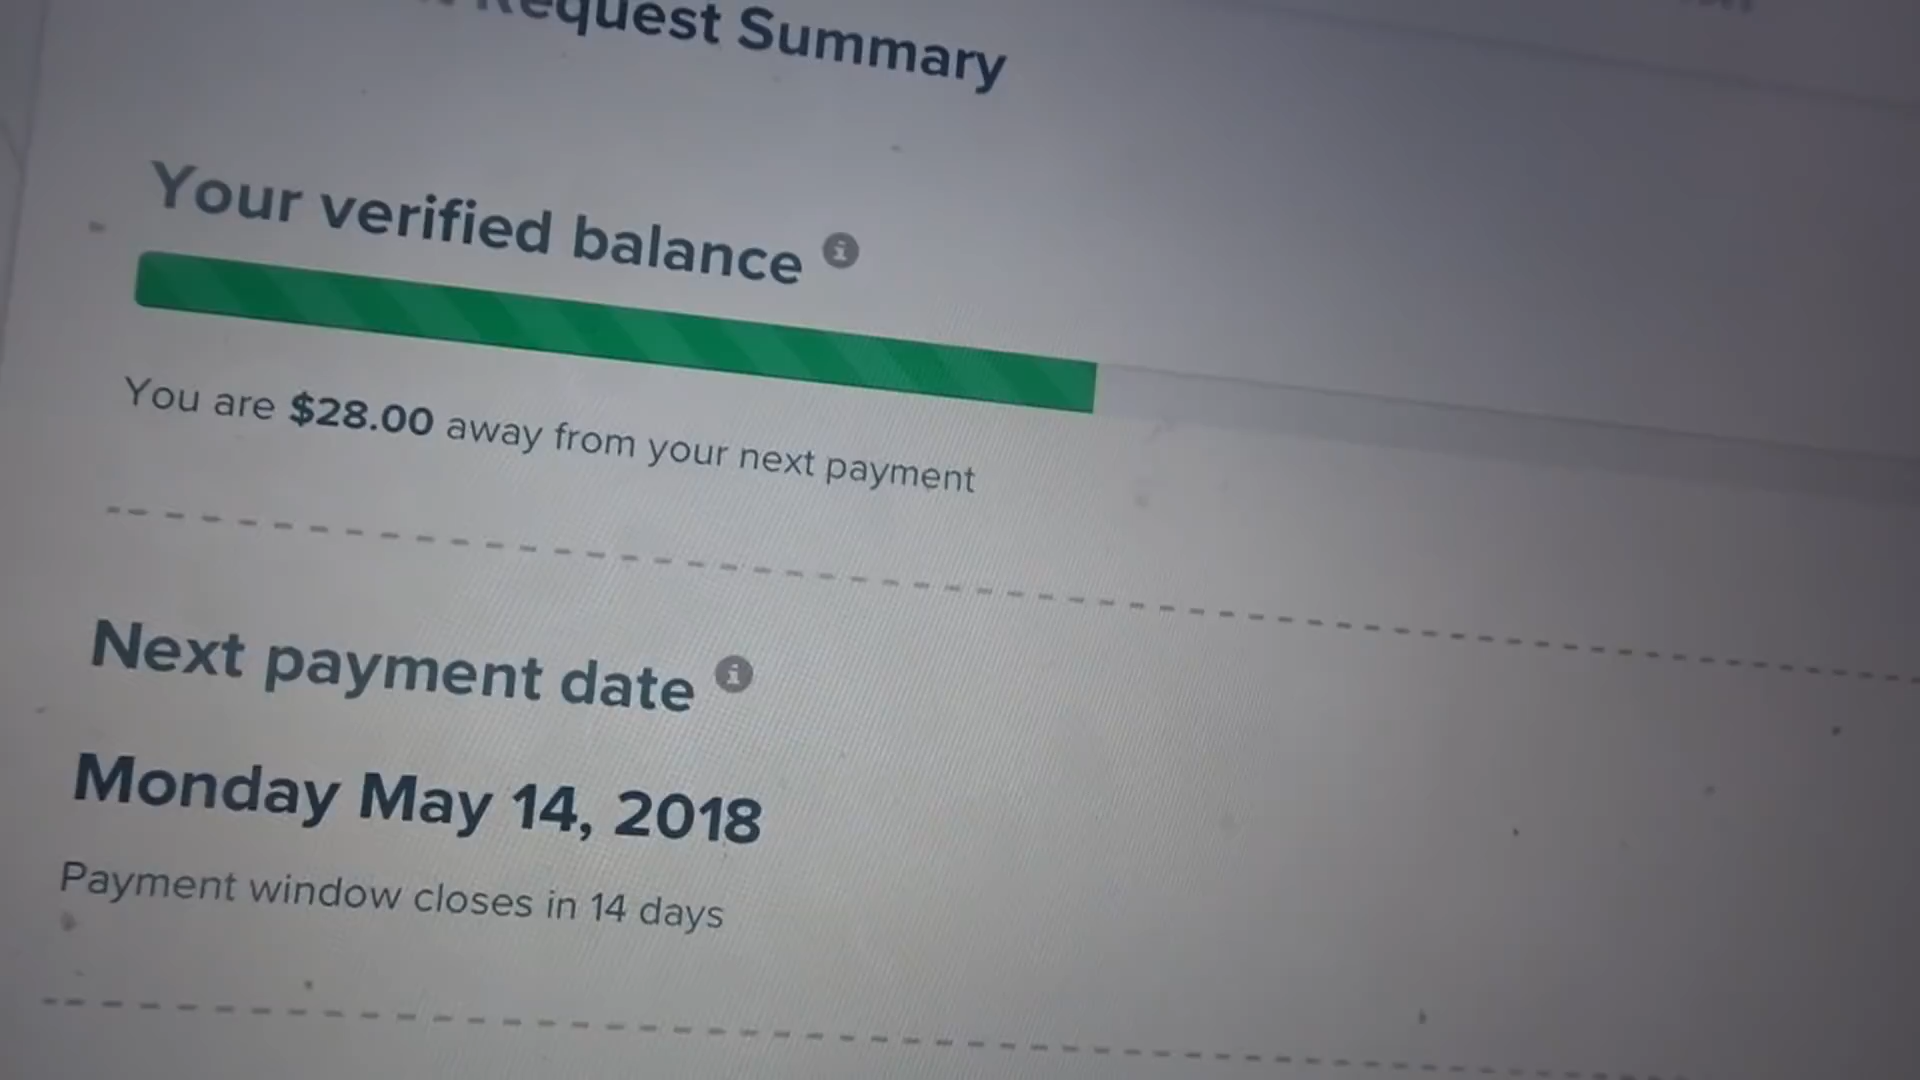 Request Summary
Your verified balance
You are $28.00 away from your next payment
Next payment date
Monday May 14, 2018
Payment window closes in 14 days